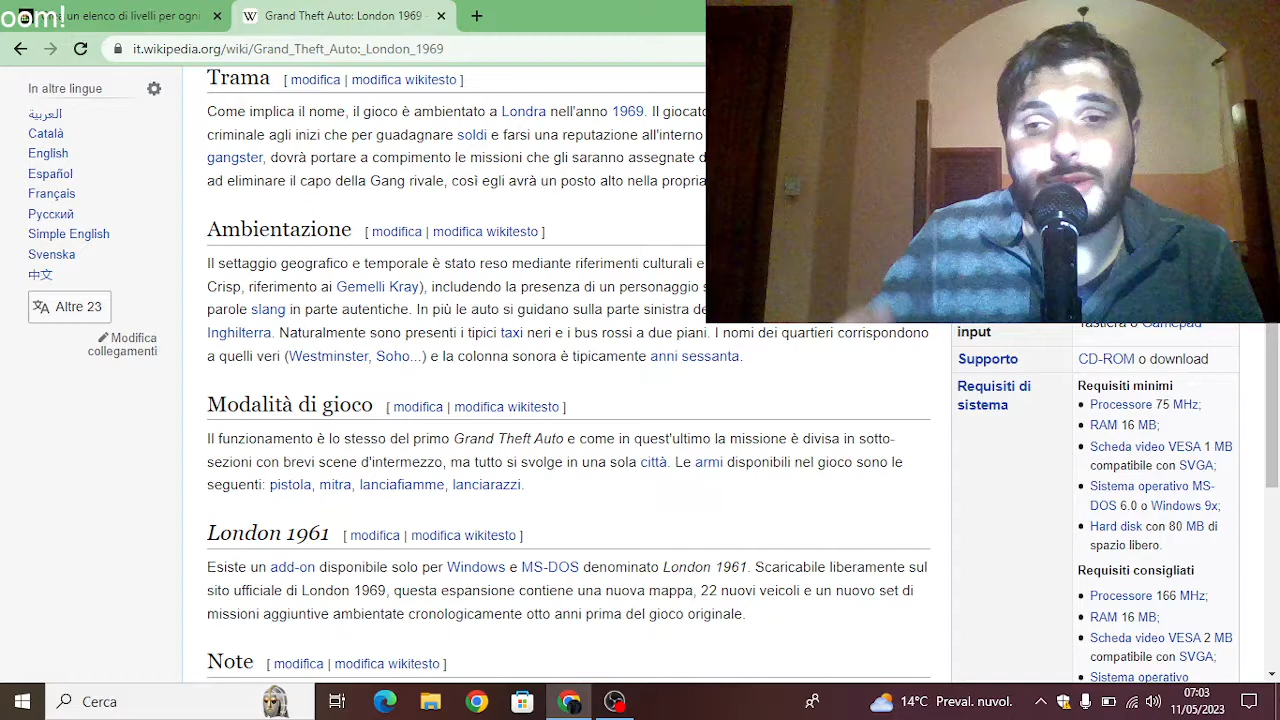 oom!
un elenco di livelli per ogni
Grand Theft Auto: London 1969 -
it.wikipedia.org/wiki/Grand_Theft_Auto:_London_1969
In altre lingue
العربية
Català
English
Español
Français
Русский
Simple English
Svenska
中文
Altre 23
Modifica
collegamenti
Trama [ modifica | modifica wikitesto ]
Come implica il nome, il gioco è ambientato a Londra nell'anno 1969. Il giocato
criminale agli inizi che per guadagnare soldi e farsi una reputazione all'interno
gangster, dovrà portare a compimento le missioni che gli saranno assegnate d
ad eliminare il capo della Gang rivale, così egli avrà un posto alto nella propria
Ambientazione [ modifica | modifica wikitesto ]
Il settaggio geografico e temporale è stato reso mediante riferimenti culturali e
Crisp, riferimento ai Gemelli Kray), includendo la presenza di un personaggio s
parole slang in parte autentiche. In più le auto si guidano sulla parte sinistra de
Inghilterra. Naturalmente sono presenti i tipici taxi neri e i bus rossi a due piani. I nomi dei quartieri corrispondono
a quelli veri (Westminster, Soho...) e la colonna sonora è tipicamente anni sessanta.
Modalità di gioco [ modifica | modifica wikitesto ]
Il funzionamento è lo stesso del primo Grand Theft Auto e come in quest'ultimo la missione è divisa in sotto-
sezioni con brevi scene d'intermezzo, ma tutto si svolge in una sola città. Le armi disponibili nel gioco sono le
seguenti: pistola, mitra, lanciafiamme, lanciarazzi.
London 1961 [ modifica | modifica wikitesto ]
Esiste un add-on disponibile solo per Windows e MS-DOS denominato London 1961. Scaricabile liberamente sul
sito ufficiale di London 1969, questa espansione contiene una nuova mappa, 22 nuovi veicoli e un nuovo set di
missioni aggiuntive ambientate cronologicamente otto anni prima del gioco originale.
Note [ modifica | modifica wikitesto ]
input
Tastiera o Gamepad
Supporto
CD-ROM o download
Requisiti di
sistema
Requisiti minimi
Processore 75 MHz;
RAM 16 MB;
Scheda video VESA 1 MB
compatibile con SVGA;
Sistema operativo MS-
DOS 6.0 o Windows 9x;
Hard disk con 80 MB di
spazio libero.
Requisiti consigliati
Processore 166 MHz;
RAM 16 MB;
Scheda video VESA 2 MB
compatibile con SVGA;
Sistema operativo
Cerca
14°C Preval. nuvol.
07:03
11/05/2023